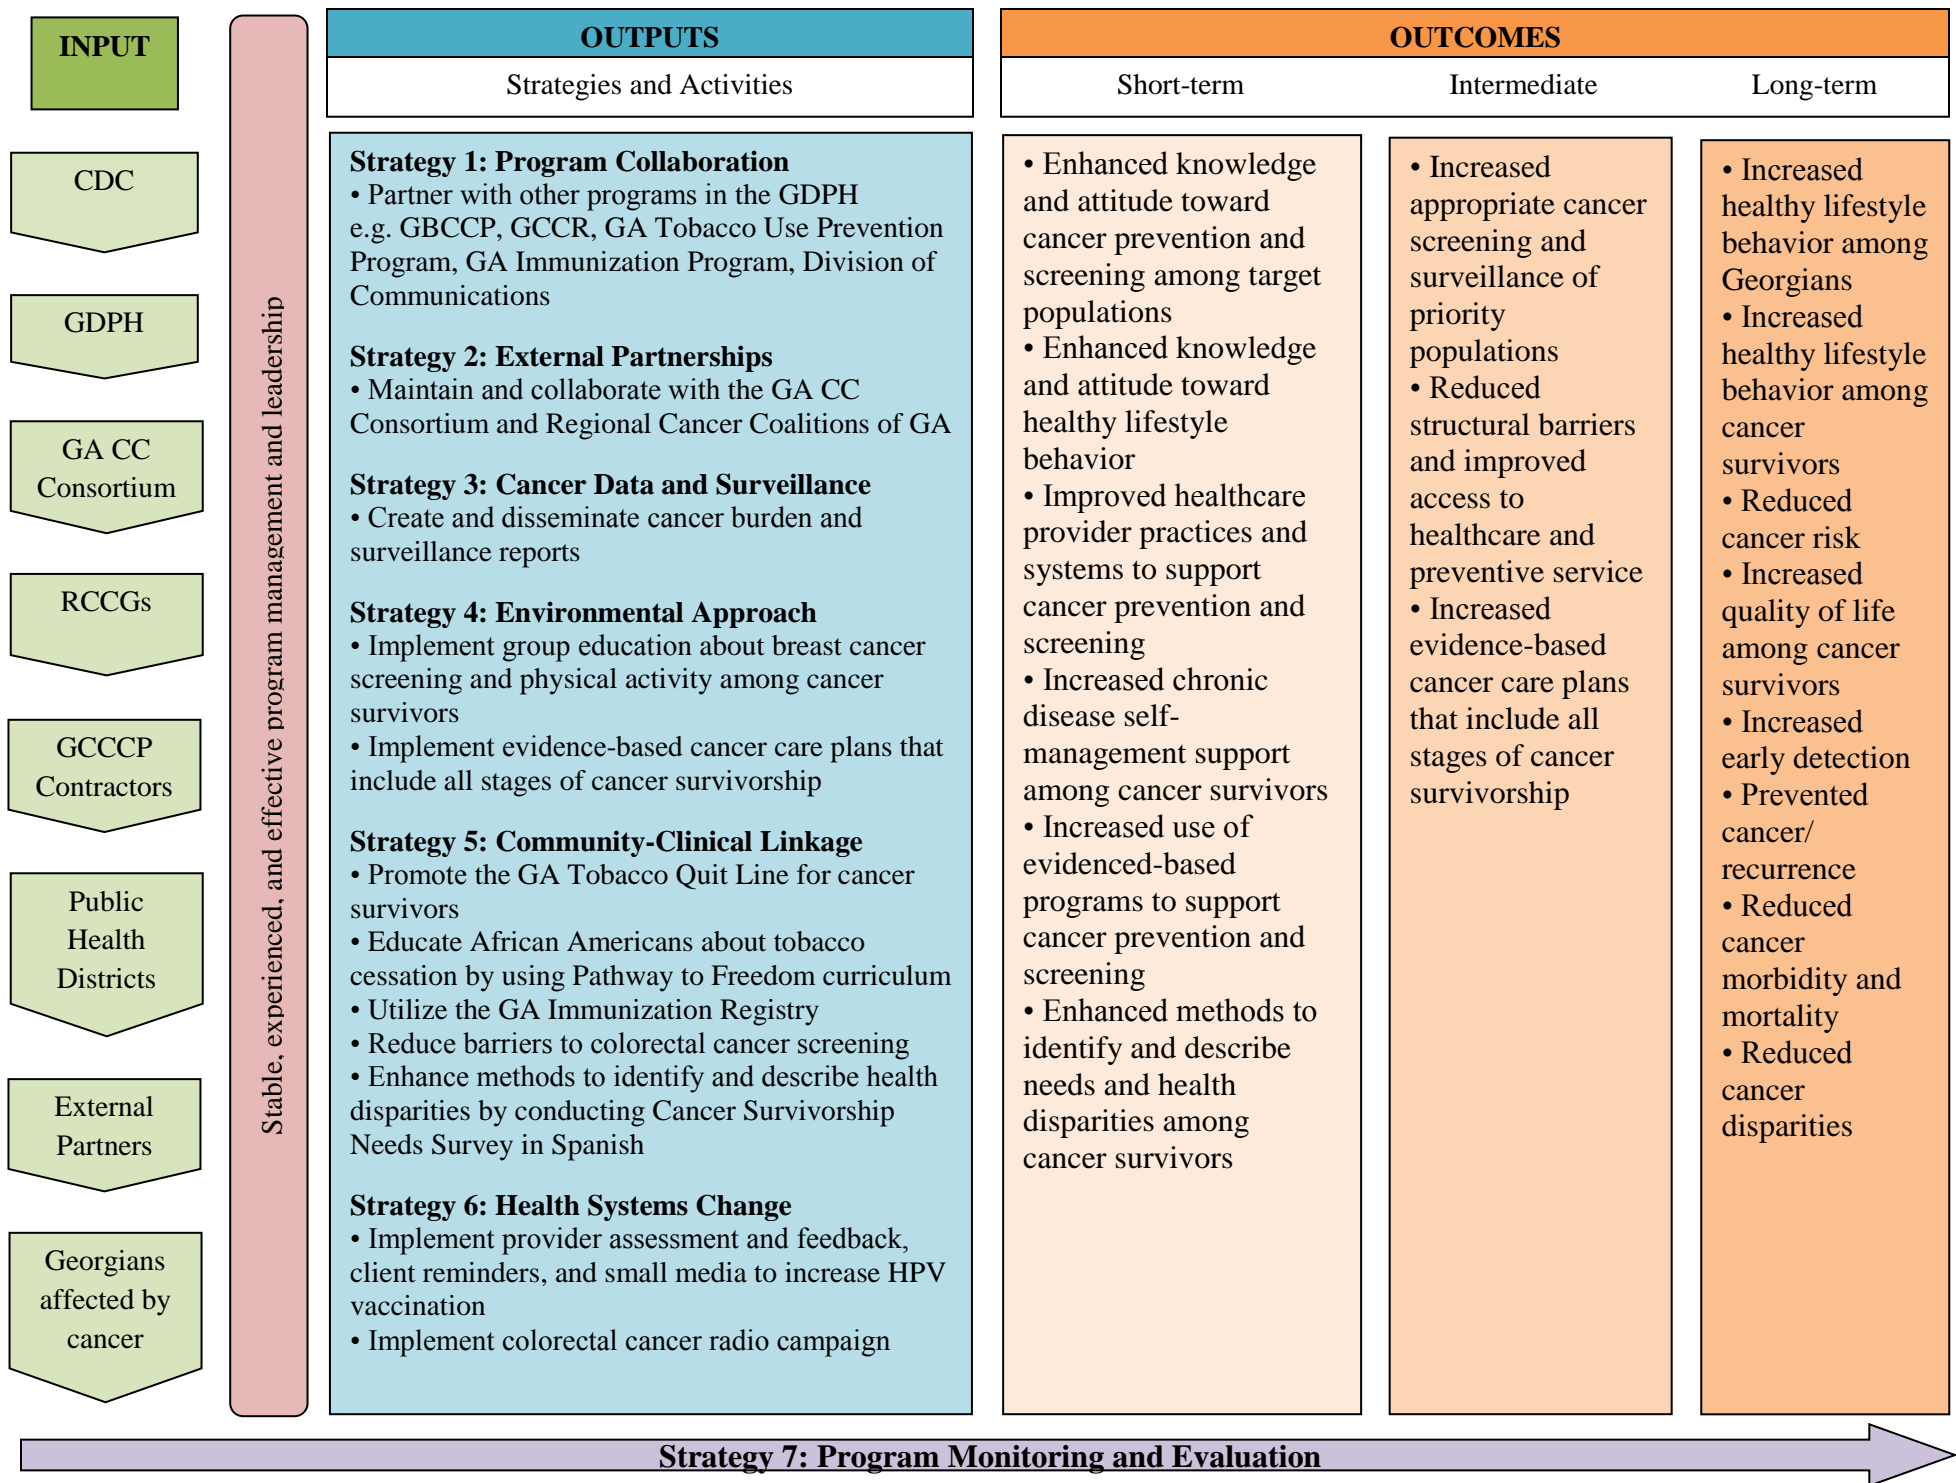 INPUT
CDC
GDPH
GA CC
Consortium
RCCGs
GCCCP
Contractors
Public
Health
Districts
External
Partners
Georgians
affected by
cancer
Stable, experienced, and effective program management and leadership
OUTPUTS
Strategies and Activities
Strategy 1: Program Collaboration
• Partner with other programs in the GDPH
e.g. GBCCP, GCCR, GA Tobacco Use Prevention
Program, GA Immunization Program, Division of
Communications
Strategy 2: External Partnerships
• Maintain and collaborate with the GA CC
Consortium and Regional Cancer Coalitions of GA
Strategy 3: Cancer Data and Surveillance
• Create and disseminate cancer burden and
surveillance reports
Strategy 4: Environmental Approach
• Implement group education about breast cancer
screening and physical activity among cancer
survivors
• Implement evidence-based cancer care plans that
include all stages of cancer survivorship
Strategy 5: Community-Clinical Linkage
• Promote the GA Tobacco Quit Line for cancer
survivors
• Educate African Americans about tobacco
cessation by using Pathway to Freedom curriculum
• Utilize the GA Immunization Registry
• Reduce barriers to colorectal cancer screening
• Enhance methods to identify and describe health
disparities by conducting Cancer Survivorship
Needs Survey in Spanish
Strategy 6: Health Systems Change
• Implement provider assessment and feedback,
client reminders, and small media to increase HPV
vaccination
• Implement colorectal cancer radio campaign
OUTCOMES
Short-term
• Enhanced knowledge
and attitude toward
cancer prevention and
screening among target
populations
• Enhanced knowledge
and attitude toward
healthy lifestyle
behavior
• Improved healthcare
provider practices and
systems to support
cancer prevention and
screening
• Increased chronic
disease self-
management support
among cancer survivors
• Increased use of
evidenced-based
programs to support
cancer prevention and
screening
• Enhanced methods to
identify and describe
needs and health
disparities among
cancer survivors
Intermediate
• Increased
appropriate cancer
screening and
surveillance of
priority
populations
• Reduced
structural barriers
and improved
access to
healthcare and
preventive service
• Increased
evidence-based
cancer care plans
that include all
stages of cancer
survivorship
Long-term
• Increased
healthy lifestyle
behavior among
Georgians
• Increased
healthy lifestyle
behavior among
cancer
survivors
• Reduced
cancer risk
• Increased
quality of life
among cancer
survivors
• Increased
early detection
• Prevented
cancer/
recurrence
• Reduced
cancer
morbidity and
mortality
• Reduced
cancer
disparities
Strategy 7: Program Monitoring and Evaluation